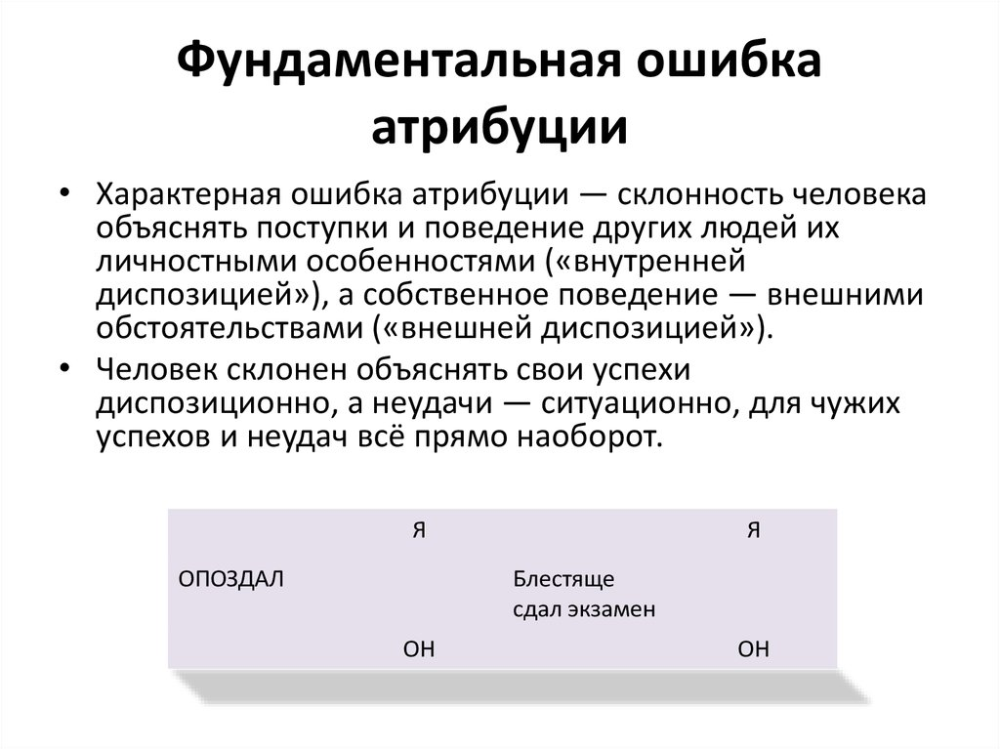 Фундаментальная ошибка
атрибуции
• Характерная ошибка атрибуции — склонность человека
объяснять поступки и поведение других людей их
личностными особенностями («внутренней
диспозицией»), а собственное поведение — внешними
обстоятельствами («внешней диспозицией»).
• Человек склонен объяснять свои успехи
диспозиционно, а неудачи — ситуационно, для чужих
успехов и неудач всё прямо наоборот.
Я Я
ОПОЗДАЛ Блестяще
сдал экзамен
ОН ОН